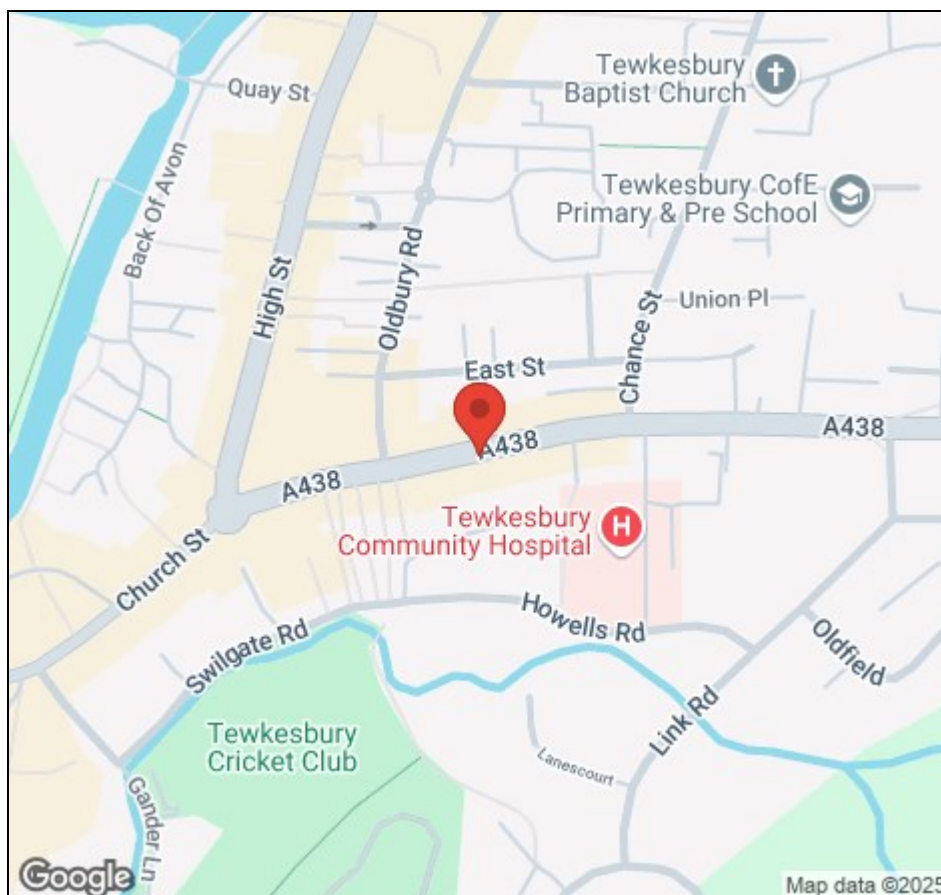 Tewkesbury
Baptist Church
Quay St
Back Of Avon
Tewkesbury CofE
Primary & Pre School
High St
Oldbury Rd
Union Pl
Chance St
East St
A438
A438
A438
Tewkesbury
Community Hospital
H
Church St
Howells Rd
Swilgate Rd
Oldfield
Link Rd
Tewkesbury
Cricket Club
Lanescourt
Gander Ln
Google
Map data ©2025